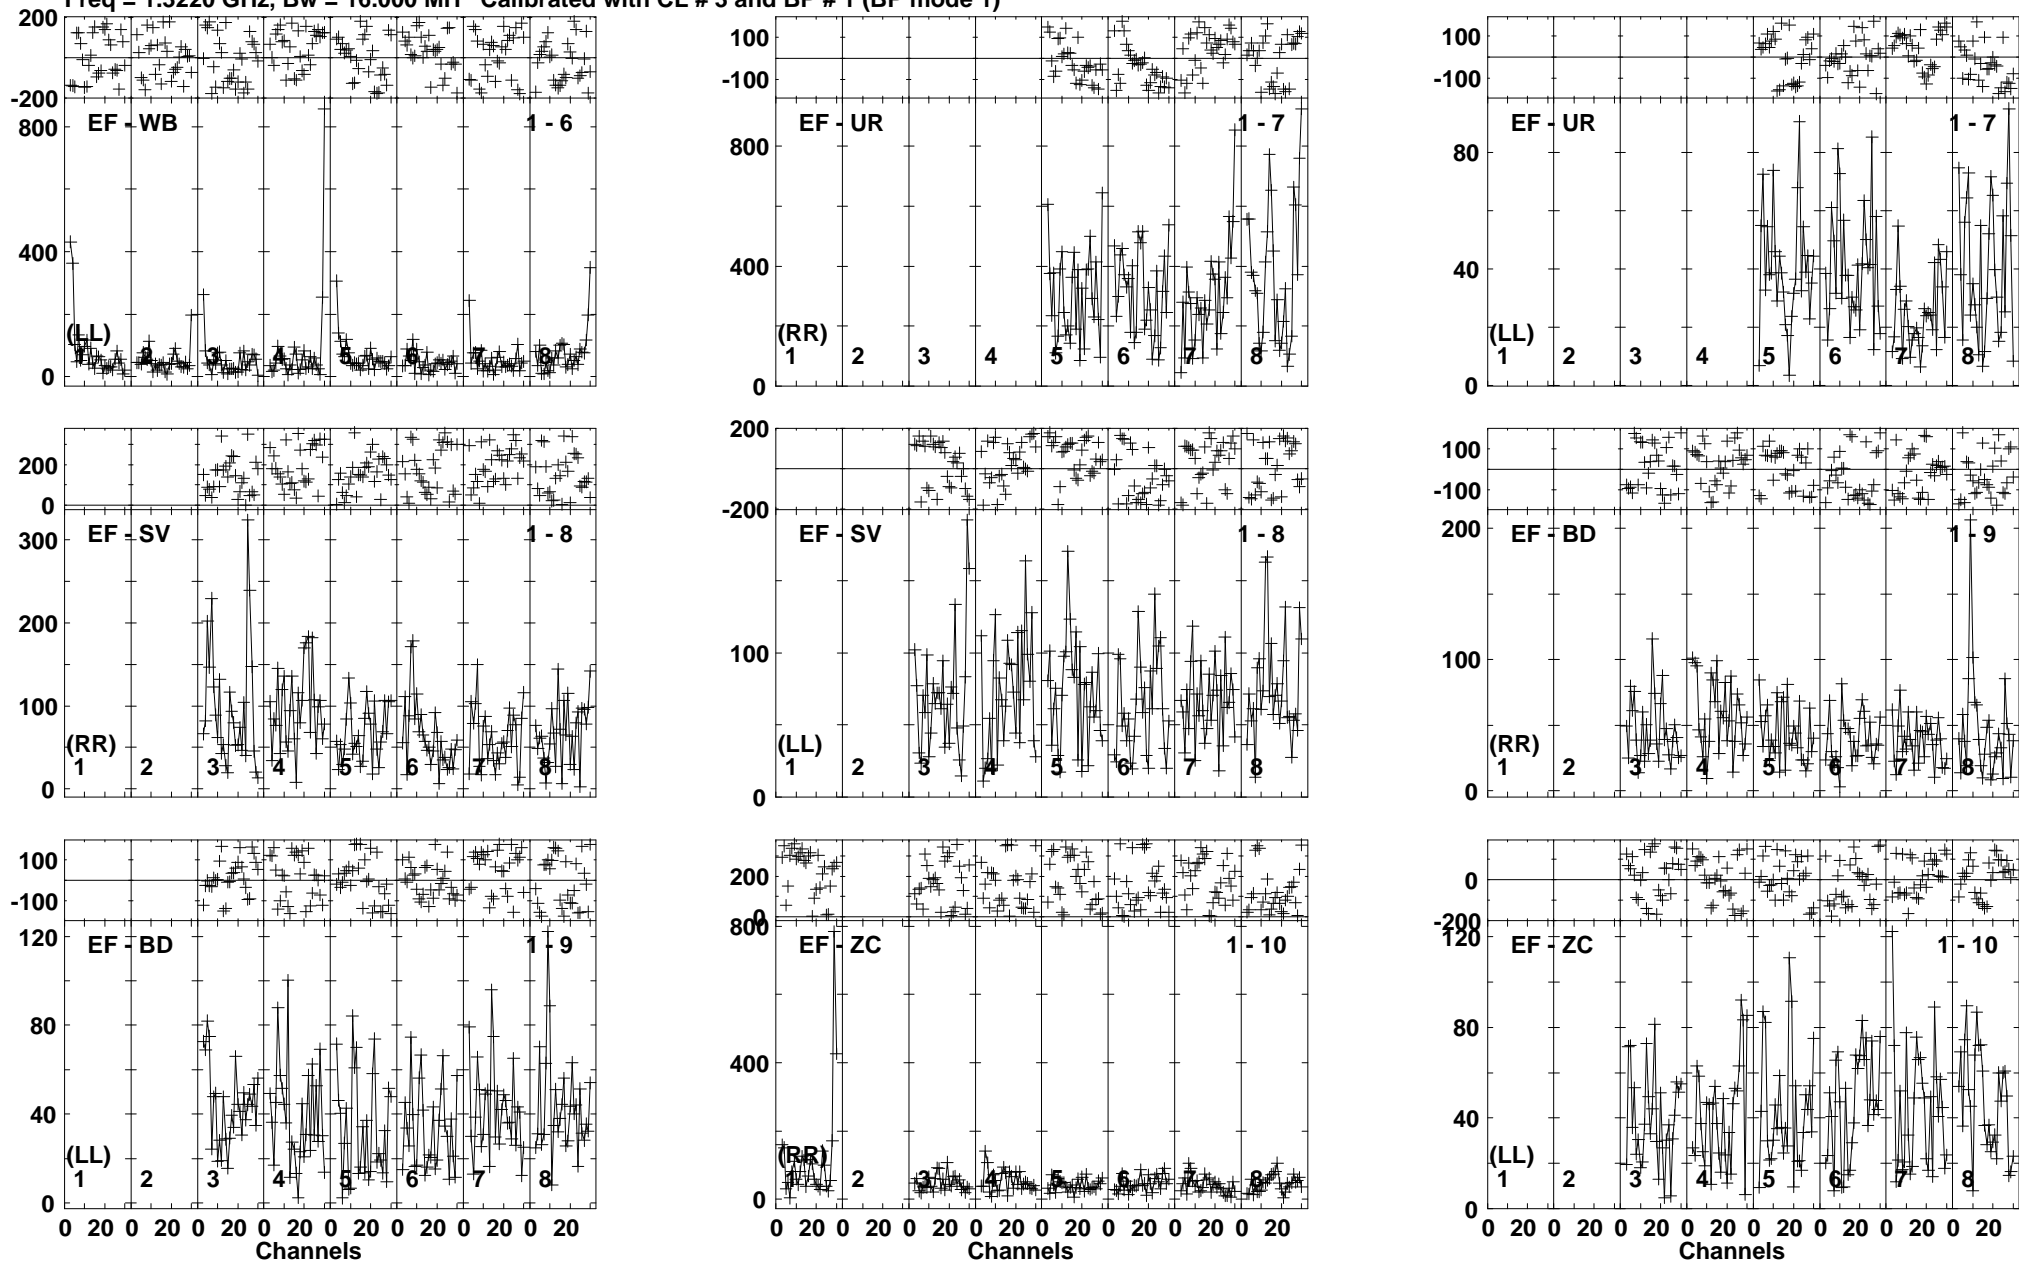 Freq = 1.3220 GHz, Bw = 16.000 MH Calibrated with CL # 3 and BP # 1 (BP mode 1)
200 -200 800 400 0
EF - WB 1 - 6
(LL)
1 2 3 4 5 6 7 8
100 -100 800 400 0
EF - UR 1 - 7
(RR)
1 2 3 4 5 6 7 8
100 -100 80 40 0
EF - UR 1 - 7
(LL)
1 2 3 4 5 6 7 8
200 0 300 200 100 0
EF - SV 1 - 8
(RR)
1 2 3 4 5 6 7 8
200 -200 100 0
EF - SV 1 - 8
(LL)
1 2 3 4 5 6 7 8
100 -100 200 100 0
EF - BD 1 - 9
(RR)
1 2 3 4 5 6 7 8
100 -100 120 80 40 0
EF - BD 1 - 9
(LL)
1 2 3 4 5 6 7 8
0 20 0 20 0 20 0 20 0 20 0 20 0 20 0 20
Channels
200 0 800 400 0
EF - ZC 1 - 10
(RR)
1 2 3 4 5 6 7 8
0 20 0 20 0 20 0 20 0 20 0 20 0 20 0 20
Channels
0 -200 120 80 40 0
EF - ZC 1 - 10
(LL)
1 2 3 4 5 6 7 8
0 20 0 20 0 20 0 20 0 20 0 20 0 20 0 20
Channels